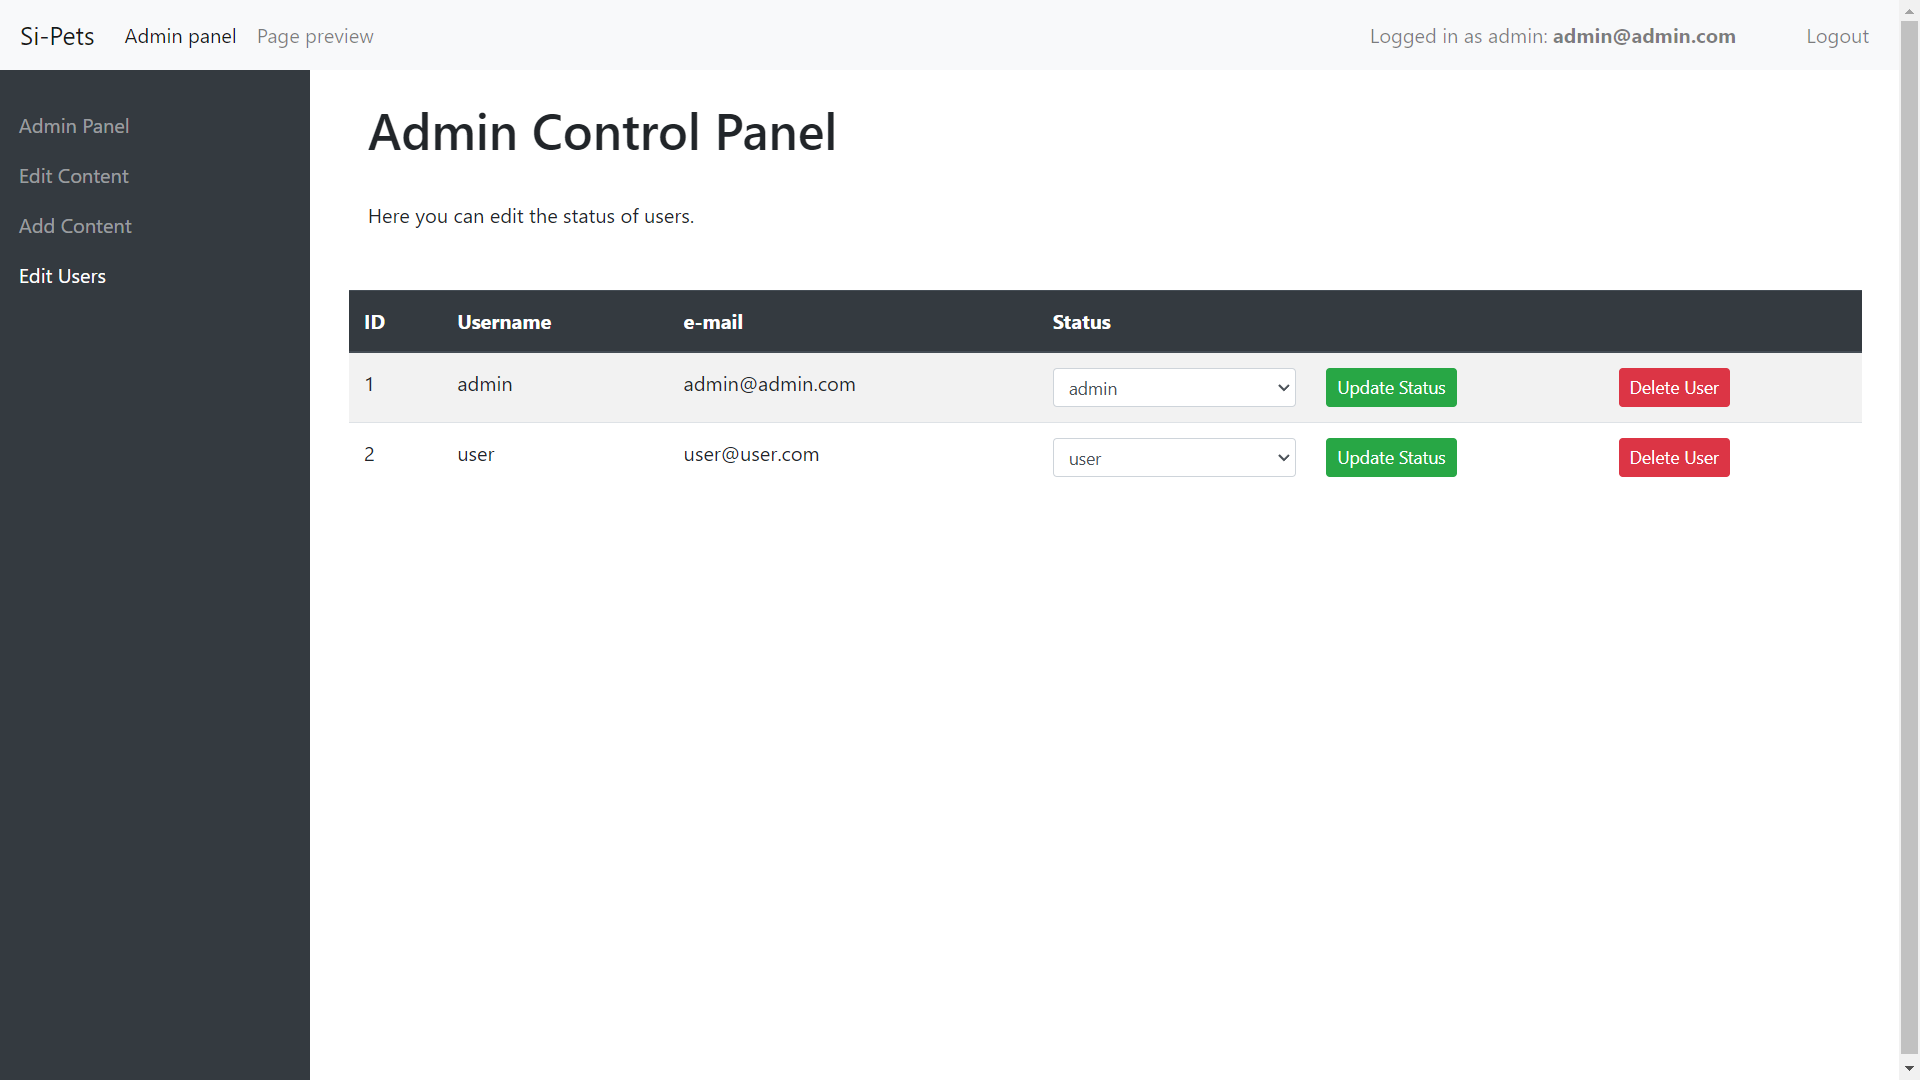 Si-Pets Admin panel Page preview Logged in as admin: admin@admin.com Logout
Admin Panel
Edit Content
Add Content
Edit Users
Admin Control Panel
Here you can edit the status of users.
ID Username e-mail Status
1 admin admin@admin.com admin Update Status Delete User
2 user user@user.com user Update Status Delete User